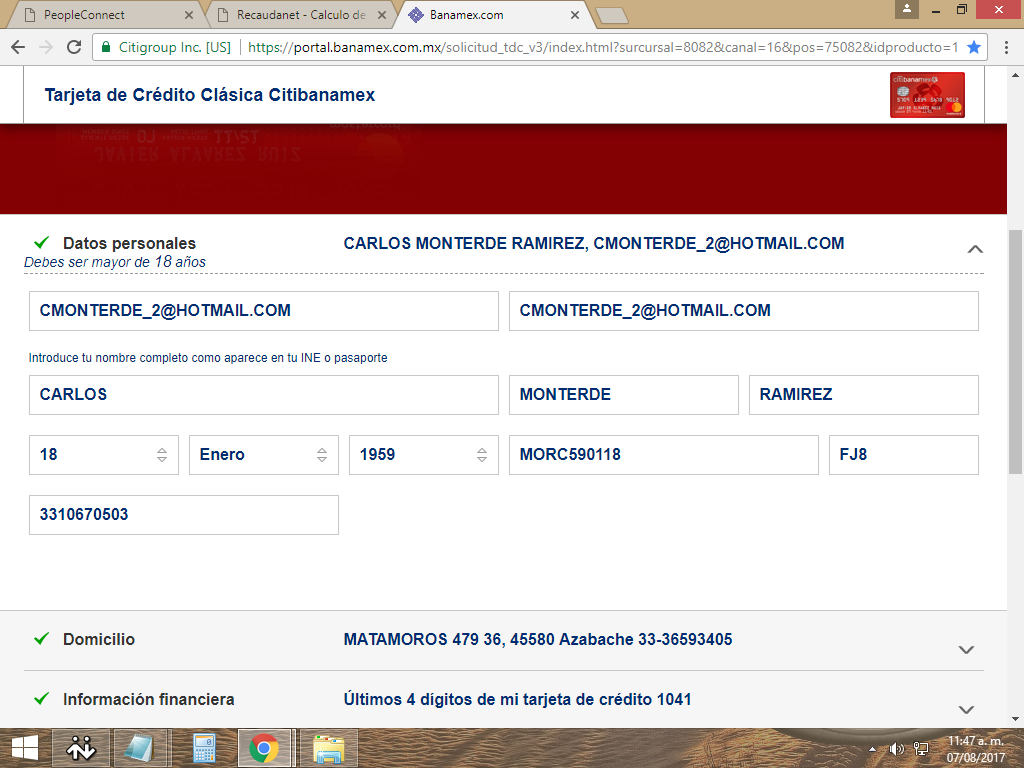 PeopleConnect
Recaudanet - Calculo de
Banamex.com
Citigroup Inc. [US]
https://portal.banamex.com.mx/solicitud_tdc_v3/index.html?sursursal=8082&canal=16&pos=75082&idproducto=1
Tarjeta de Crédito Clásica Citibanamex
citibanamex
Datos personales
CARLOS MONTERDE RAMIREZ, CMONTERDE_2@HOTMAIL.COM
Debes ser mayor de 18 años
CMONTERDE_2@HOTMAIL.COM
CMONTERDE_2@HOTMAIL.COM
Introduce tu nombre completo como aparece en tu INE o pasaporte
CARLOS
MONTERDE
RAMIREZ
18
Enero
1959
MORC590118
FJ8
3310670503
Domicilio
MATAMOROS 479 36, 45580 Azabache 33-36593405
Información financiera
Últimos 4 dígitos de mi tarjeta de crédito 1041
11:47 a. m.
07/08/2017